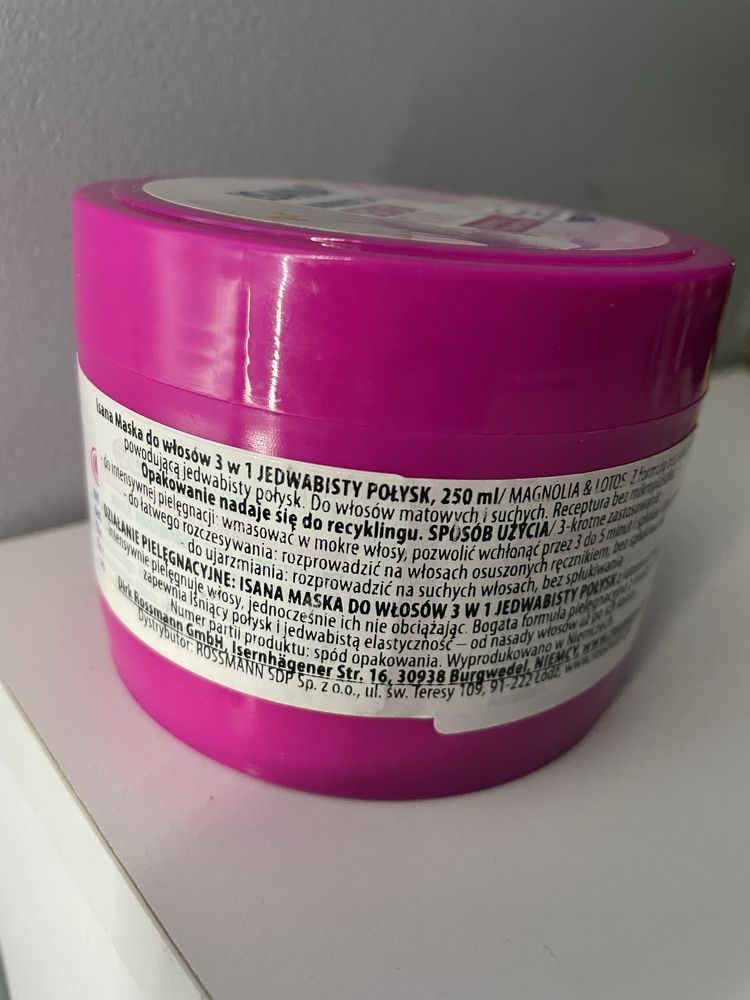 Isana Maska do włosów 3 w 1 JEDWABISTY POŁYSK, 250 ml/ MAGNOLIA & LOTOS. Z formułą
powodującą jedwabisty połysk. Do włosów matowych i suchych. Receptura bez
Opakowanie nadaje się do recyklingu. SPOSÓB UŻYCIA/ 3-krotne zastosowanie:
- do intensywnej pielęgnacji: wmasować w mokre włosy, pozwolić wchłonąć przez 3 do 5 minut i spłukać
- do łatwego rozczesywania: rozprowadzić na włosach osuszonych ręcznikiem, bez
- do ujarzmiania: rozprowadzić na suchych włosach, bez spłukiwania.
DZIAŁANIE PIELĘGNACYJNE: ISANA MASKA DO WŁOSÓW 3 W 1 JEDWABISTY POŁYSK
intensywnie pielęgnuje włosy, jednocześnie ich nie obciążając. Bogata formuła pielęgnacyjna
zapewnia lśniący połysk i jedwabistą elastyczność – od nasady włosów
Numer partii produktu: spód opakowania. Wyprodukowano w Niemczech.
Dirk Rossmann GmbH, Isernhägener Str. 16, 30938 Burgwedel, NIEMCY,
Dystrybutor: ROSSMANN SDP Sp. z o.o., ul. św. Teresy 109, 91-222 Łódź,